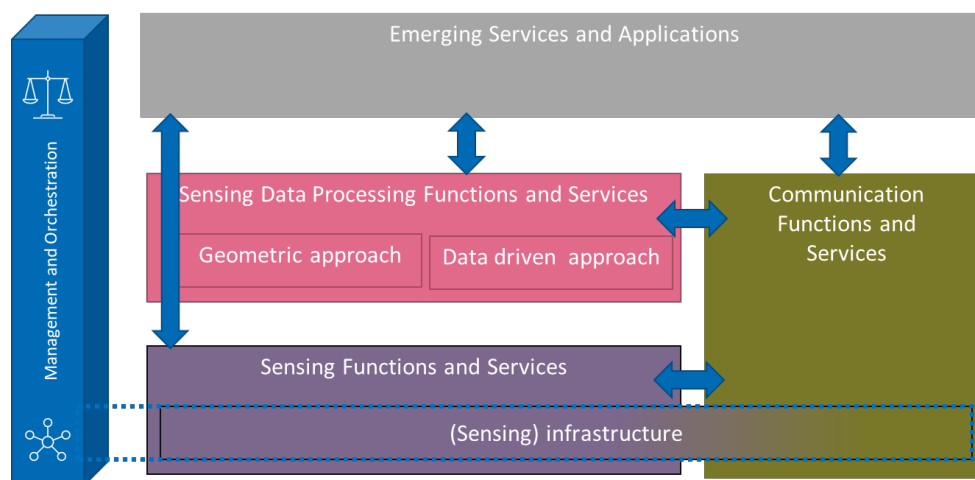 Emerging Services and Applications
Management and Orchestration
Sensing Data Processing Functions and Services
Geometric approach
Data driven approach
Communication
Functions and
Services
Sensing Functions and Services
(Sensing) infrastructure